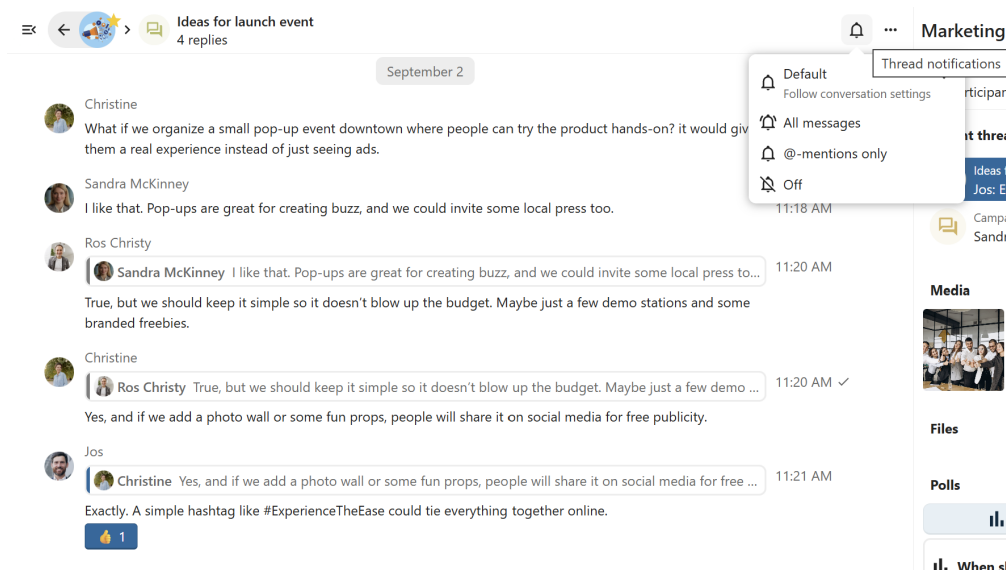 Ideas for launch event
4 replies
Marketing
Thread notifications
September 2
Default
Follow conversation settings
All messages
@-mentions only
Off
Christine
What if we organize a small pop-up event downtown where people can try the product hands-on? it would giv
them a real experience instead of just seeing ads.
Sandra McKinney
I like that. Pop-ups are great for creating buzz, and we could invite some local press too.
11:18 AM
Ros Christy
Sandra McKinney I like that. Pop-ups are great for creating buzz, and we could invite some local press to...
11:20 AM
True, but we should keep it simple so it doesn’t blow up the budget. Maybe just a few demo stations and some
branded freebies.
Christine
Ros Christy True, but we should keep it simple so it doesn’t blow up the budget. Maybe just a few demo ...
11:20 AM
Yes, and if we add a photo wall or some fun props, people will share it on social media for free publicity.
Jos
Christine Yes, and if we add a photo wall or some fun props, people will share it on social media for free ...
11:21 AM
Exactly. A simple hashtag like #ExperienceTheEase could tie everything together online.
👍 1
rticipan
t threa
Ideas
Jos: E
Campa
Sandr
Media
Files
Polls
When s